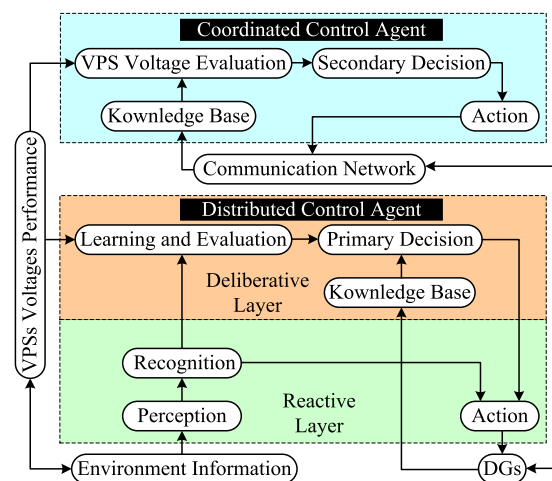 Coordinated Control Agent
VPS Voltage Evaluation
Secondary Decision
Kownledge Base
Action
Communication Network
VPSs Voltages Performance
Distributed Control Agent
Learning and Evaluation
Primary Decision
Deliberative
Layer
Kownledge Base
Recognition
Perception
Reactive
Layer
Action
Environment Information
DGs